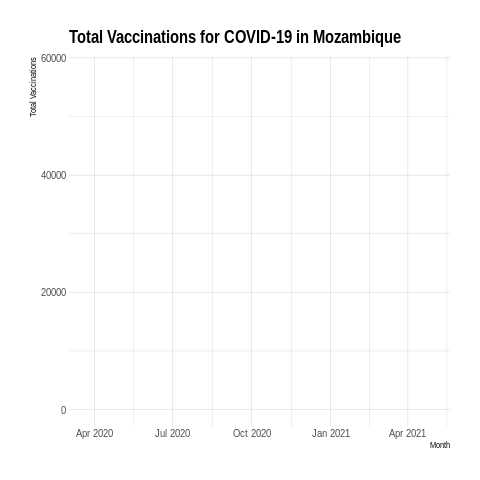 Total Vaccinations for COVID-19 in Mozambique
Total Vaccinations
60000
40000
20000
0
Apr 2020 Jul 2020 Oct 2020 Jan 2021 Apr 2021
Month